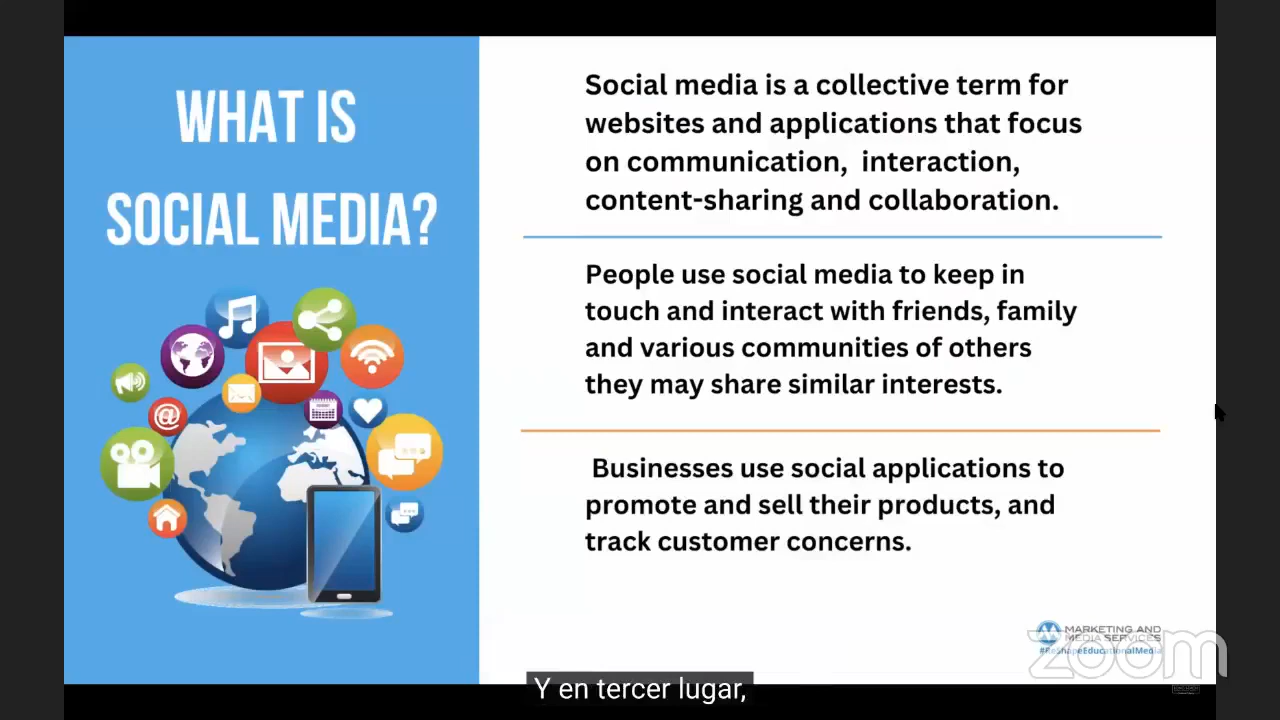 WHAT IS
SOCIAL MEDIA?
Social media is a collective term for
websites and applications that focus
on communication, interaction,
content-sharing and collaboration.
People use social media to keep in
touch and interact with friends, family
and various communities of others
they may share similar interests.
Businesses use social applications to
promote and sell their products, and
track customer concerns.
@
MARKETING AND
MEDIA SERVICES
#ReShapeEducationalMedia
zoom
Y en tercer lugar,